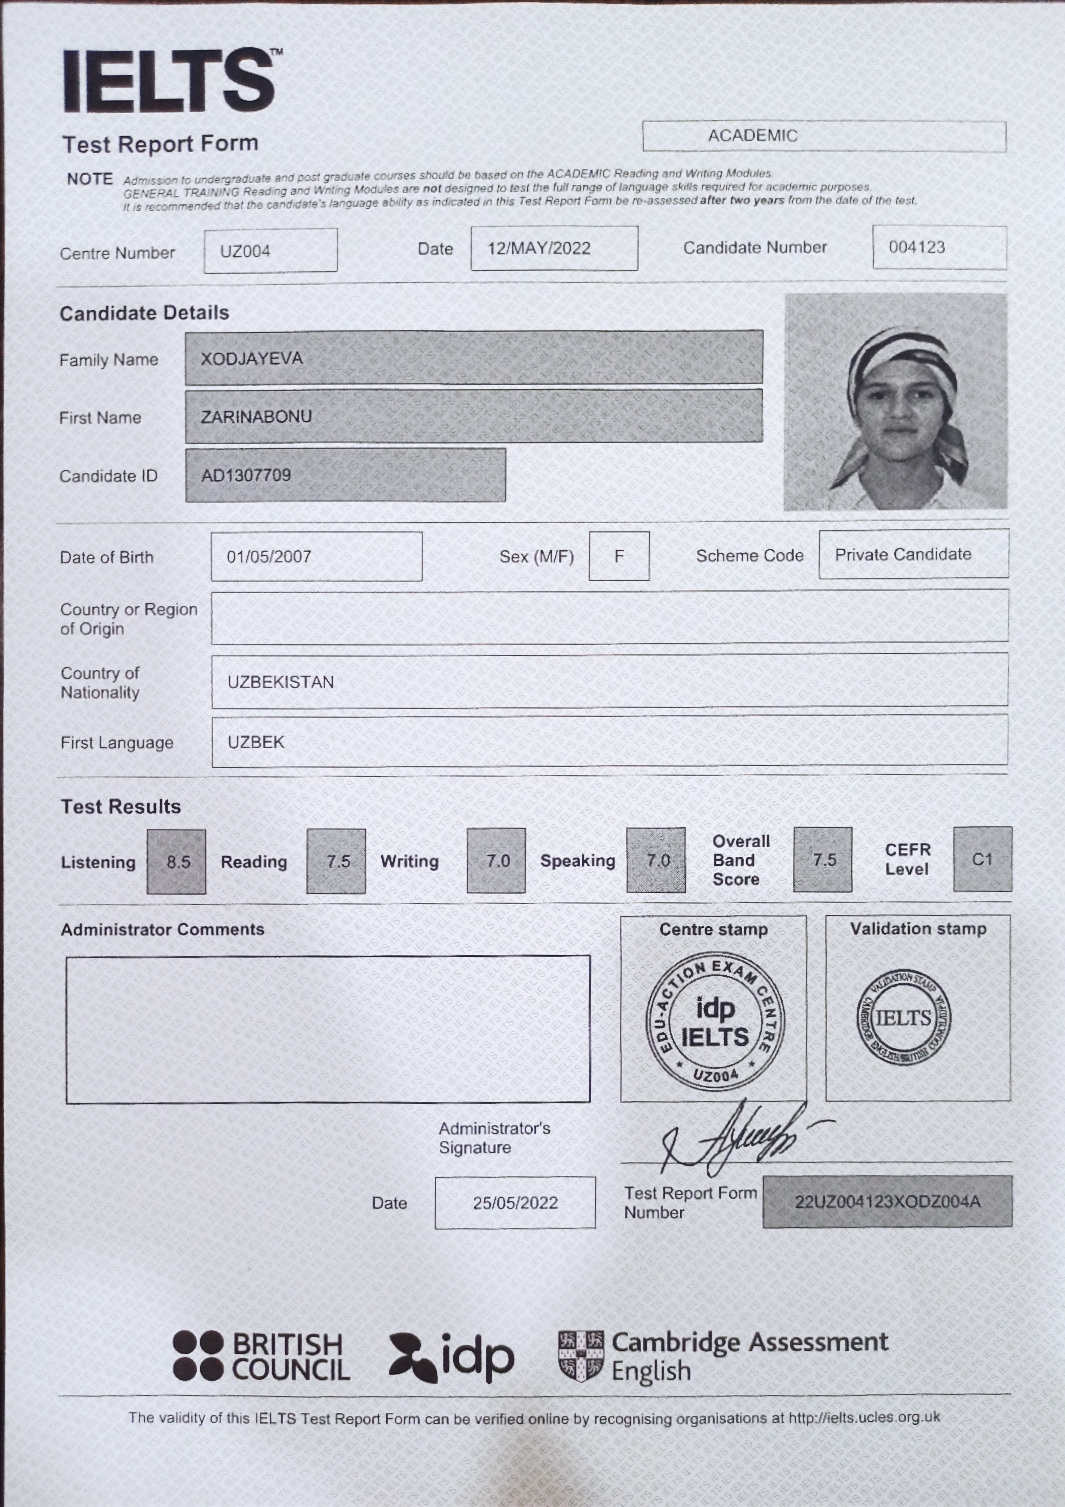 IELTS™
Test Report Form
ACADEMIC
NOTE Admission to undergraduate and post graduate courses should be based on the ACADEMIC Reading and Writing Modules.
GENERAL TRAINING Reading and Writing Modules are not designed to test the full range of language skills required for academic purposes.
It is recommended that the candidate's language ability as indicated in this Test Report Form be re-assessed after two years from the date of the test.
Centre Number UZ004 Date 12/MAY/2022 Candidate Number 004123
Candidate Details
Family Name XODJAYEVA
First Name ZARINABONU
Candidate ID AD1307709
Date of Birth 01/05/2007 Sex (M/F) F Scheme Code Private Candidate
Country or Region
of Origin
Country of
Nationality UZBEKISTAN
First Language UZBEK
Test Results
Listening 8.5 Reading 7.5 Writing 7.0 Speaking 7.0 Overall Band Score 7.5 CEFR Level C1
Administrator Comments
Centre stamp
EDU-ACTION EXAM CENTRE
idp
IELTS
UZ004
Validation stamp
VALIDATION STAMP
IELTS
Administrator's
Signature
Date 25/05/2022
Test Report Form
Number 22UZ004123XODZ004A
BRITISH
COUNCIL
idp
Cambridge Assessment
English
The validity of this IELTS Test Report Form can be verified online by recognising organisations at http://ielts.ucles.org.uk